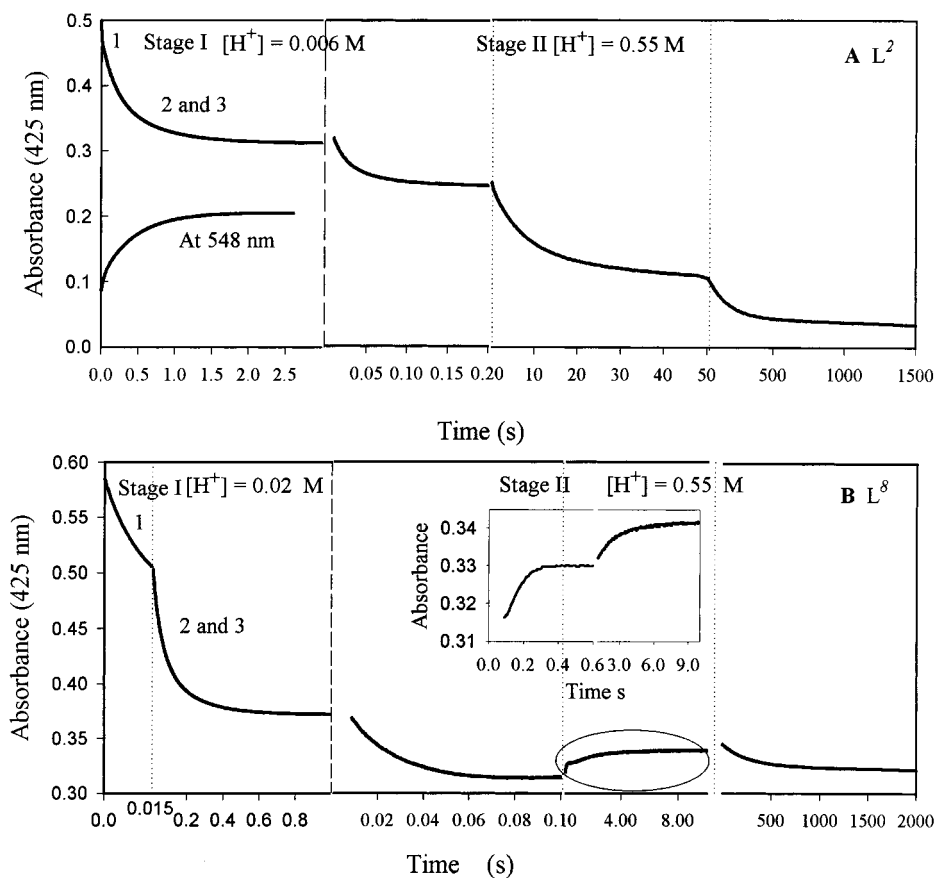 Stage I [H⁺] = 0.006 M Stage II [H⁺] = 0.55 M A L²
Absorbance (425 nm)
0.5
0.4
0.3
0.2
0.1
0.0
1
2 and 3
At 548 nm
0.0 0.5 1.0 1.5 2.0 2.5 0.05 0.10 0.15 0.20 10 20 30 40 50 500 1000 1500
Time (s)
Stage I [H⁺] = 0.02 M Stage II [H⁺] = 0.55 M B L⁸
Absorbance (425 nm)
0.60
0.55
0.50
0.45
0.40
0.35
0.30
1
2 and 3
Absorbance
0.34
0.33
0.32
0.31
0.0 0.2 0.4 0.6 3.0 6.0 9.0
Time s
0.0 0.015 0.2 0.4 0.6 0.8 0.02 0.04 0.06 0.08 0.10 4.00 8.00 500 1000 1500 2000
Time (s)